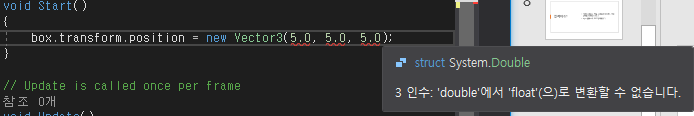 void Start()
{
box.transform.position = new Vector3(5.0, 5.0, 5.0);
}
struct System.Double
3 인수: 'double'에서 'float'(으)로 변환할 수 없습니다.
// Update is called once per frame
참조 0개
void Update()